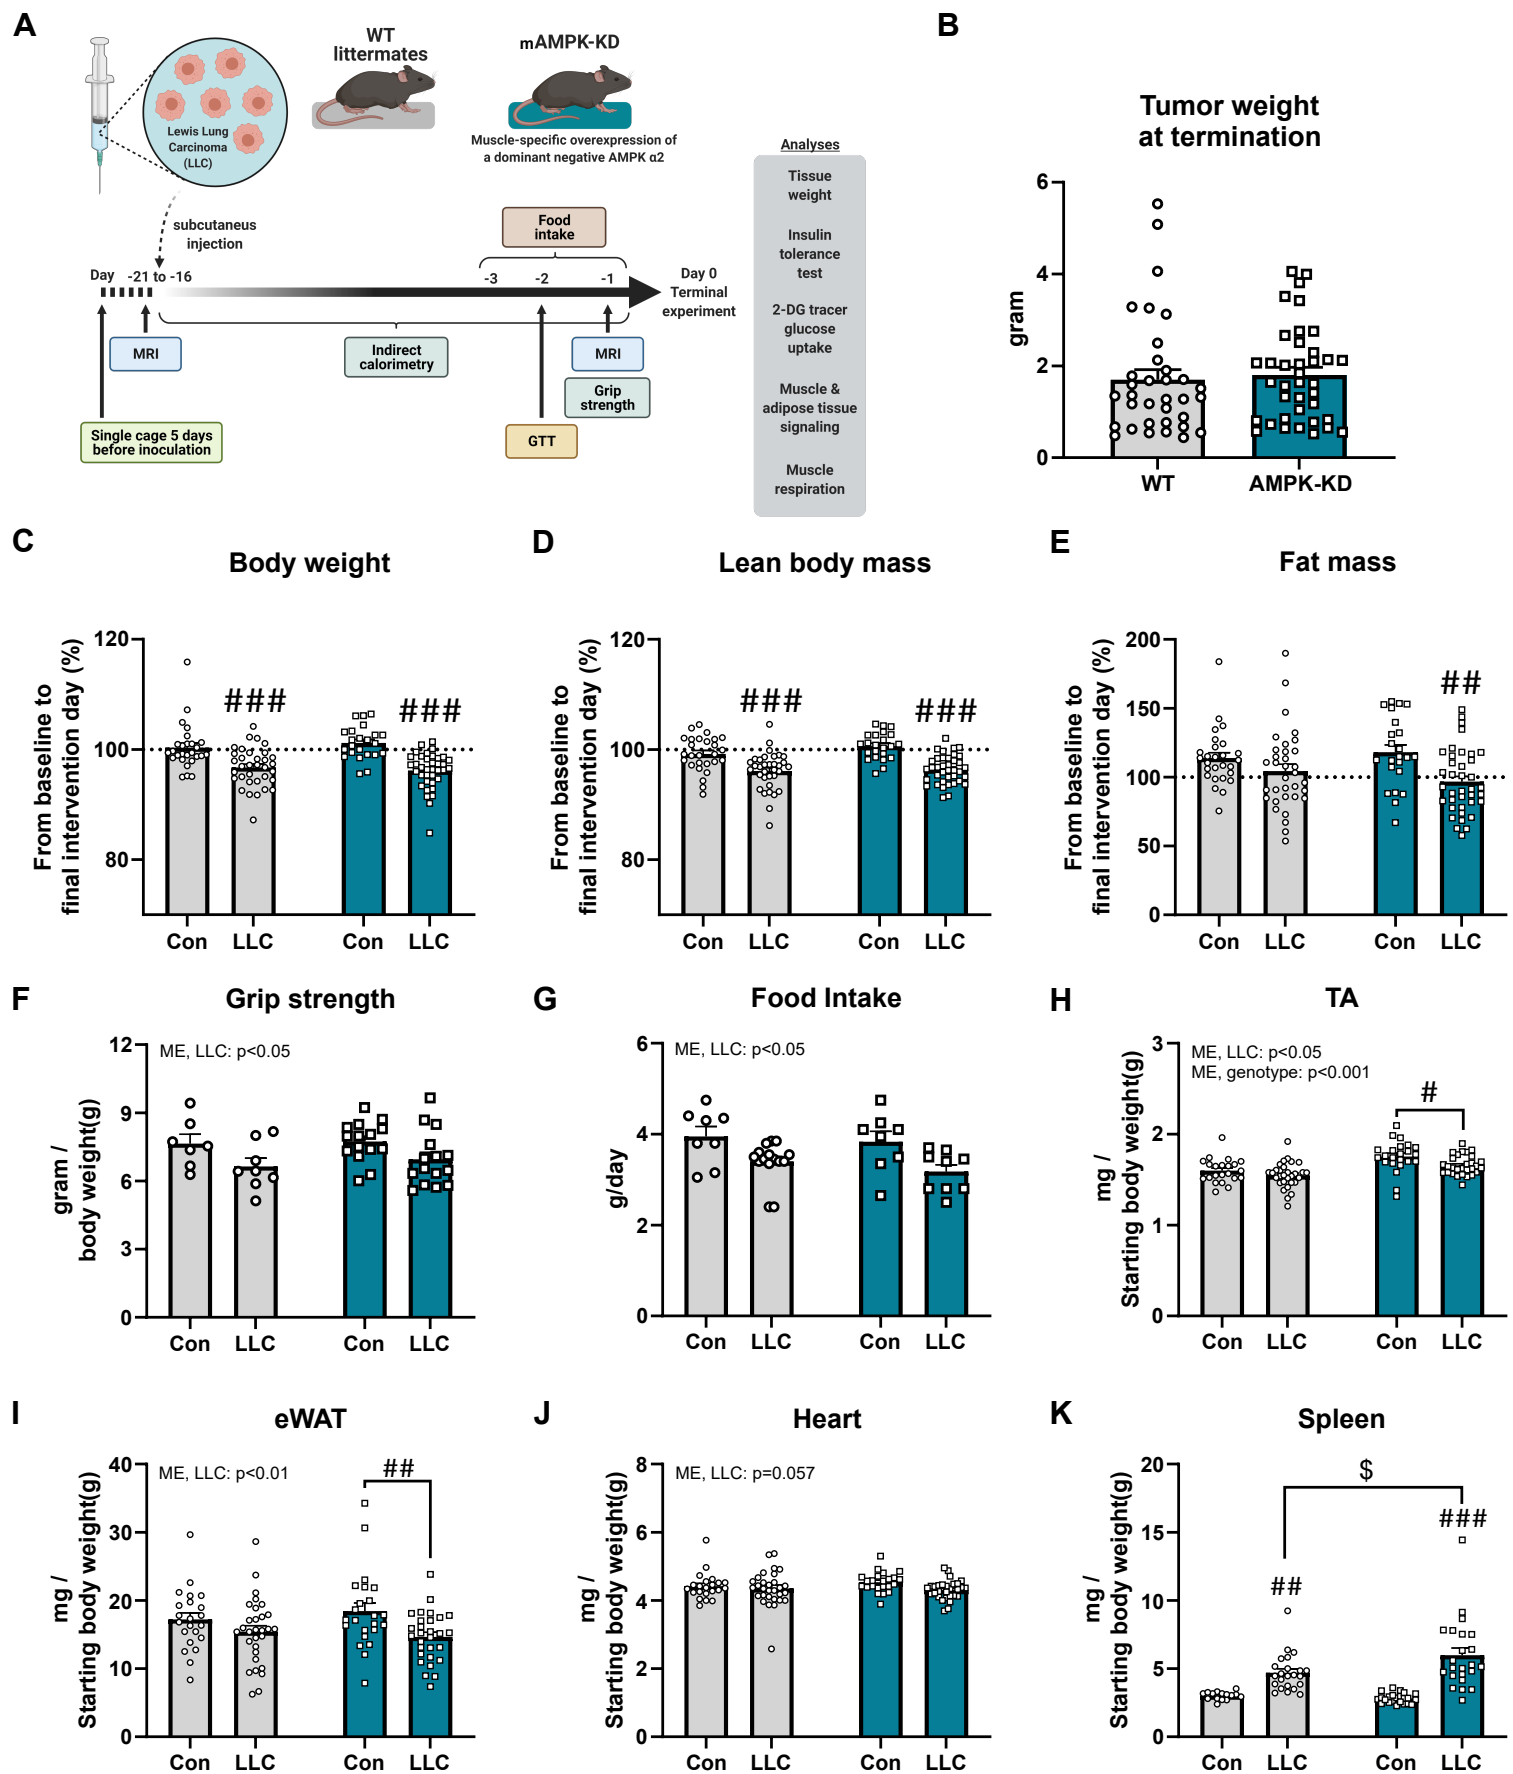 A
WT
littermates
mAMPK-KD
Lewis Lung
Carcinoma
(LLC)
Muscle-specific overexpression of
a dominant negative AMPK α2
subcutaneus
injection
Food
intake
Day -21 to -16
-3 -2 -1
Day 0
Terminal
experiment
MRI
Indirect
calorimetry
MRI
Grip
strength
Single cage 5 days
before inoculation
GTT
Analyses
Tissue
weight
Insulin
tolerance
test
2-DG tracer
glucose
uptake
Muscle &
adipose tissue
signaling
Muscle
respiration
B
Tumor weight
at termination
gram
6
4
2
0
WT AMPK-KD
C
Body weight
From baseline to
final intervention day (%)
120
100
80
###
###
Con LLC Con LLC
D
Lean body mass
From baseline to
final intervention day (%)
120
100
80
###
###
Con LLC Con LLC
E
Fat mass
From baseline to
final intervention day (%)
200
150
100
50
0
##
Con LLC Con LLC
F
Grip strength
gram /
body weight(g)
12
9
6
3
0
ME, LLC: p<0.05
Con LLC Con LLC
G
Food Intake
g/day
6
4
2
0
ME, LLC: p<0.05
Con LLC Con LLC
H
TA
mg /
Starting body weight(g)
3
2
1
0
ME, LLC: p<0.05
ME, genotype: p<0.001
#
Con LLC Con LLC
I
eWAT
mg /
Starting body weight(g)
40
30
20
10
0
ME, LLC: p<0.01
##
Con LLC Con LLC
J
Heart
mg /
Starting body weight(g)
8
6
4
2
0
ME, LLC: p=0.057
Con LLC Con LLC
K
Spleen
mg /
Starting body weight(g)
20
15
10
5
0
$
##
###
Con LLC Con LLC